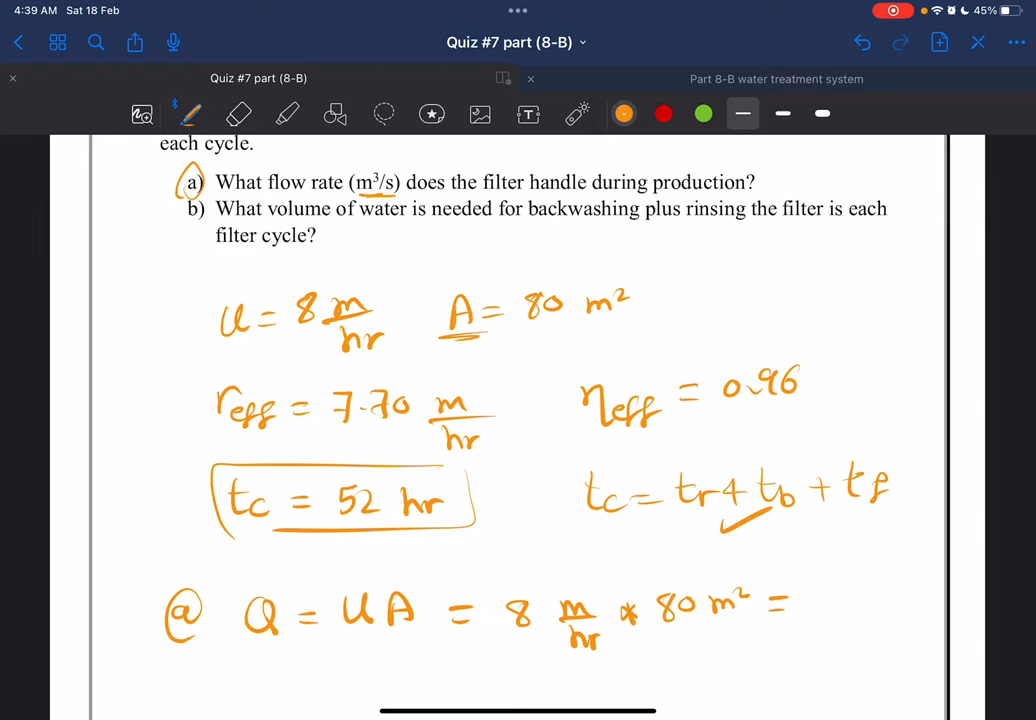 4:39 AM Sat 18 Feb
45%
Quiz #7 part (8-B)
Quiz #7 part (8-B)
Part 8-B water treatment system
each cycle.
a) What flow rate (m³/s) does the filter handle during production?
b) What volume of water is needed for backwashing plus rinsing the filter is each
filter cycle?
u = 8 m/hr A = 80 m²
reff = 7.70 m/hr ηeff = 0.96
tc = 52 hr tc = tr + tb + tf
@ Q = UA = 8 m/hr * 80 m² =